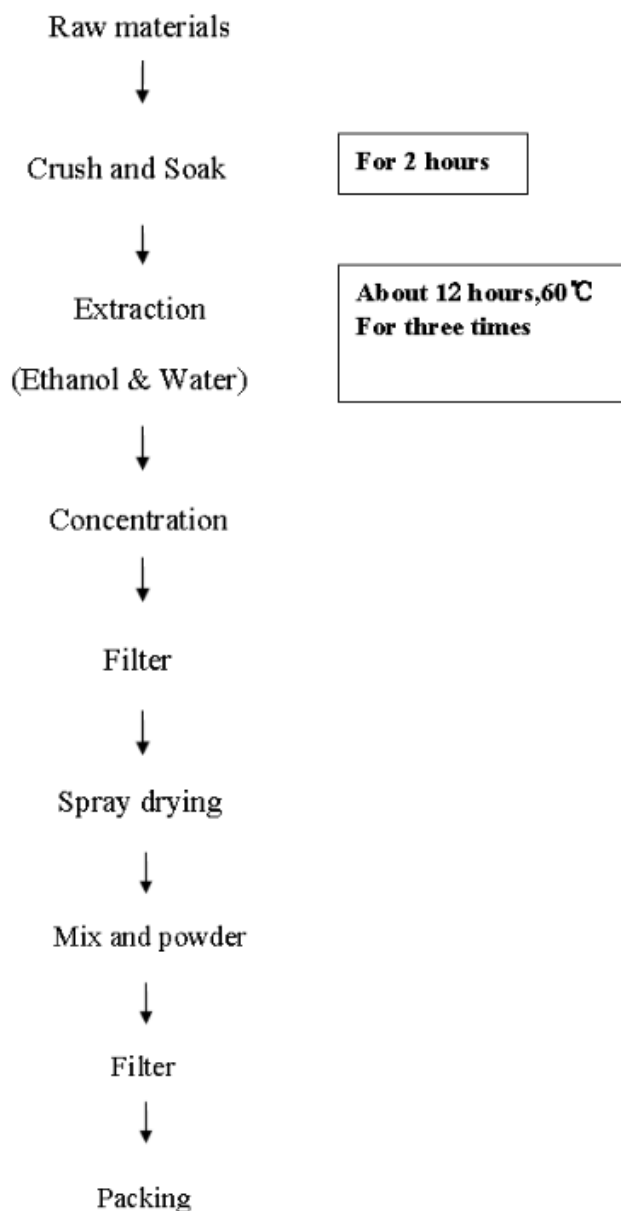 Raw materials
Crush and Soak
For 2 hours
Extraction
(Ethanol & Water)
About 12 hours,60℃
For three times
Concentration
Filter
Spray drying
Mix and powder
Filter
Packing